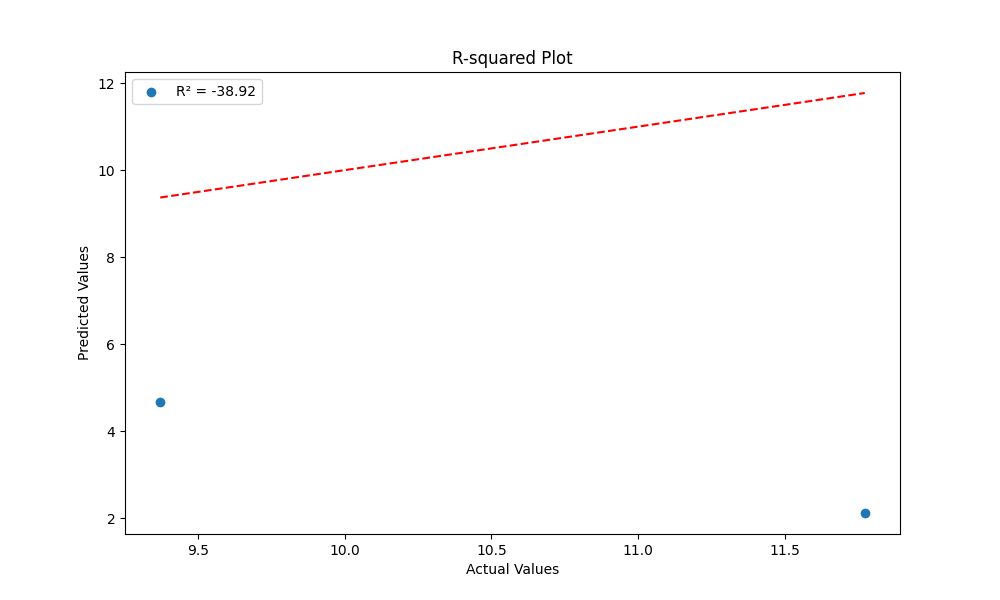 R-squared Plot
R² = -38.92
12
10
8
6
4
2
Predicted Values
9.5 10.0 10.5 11.0 11.5
Actual Values